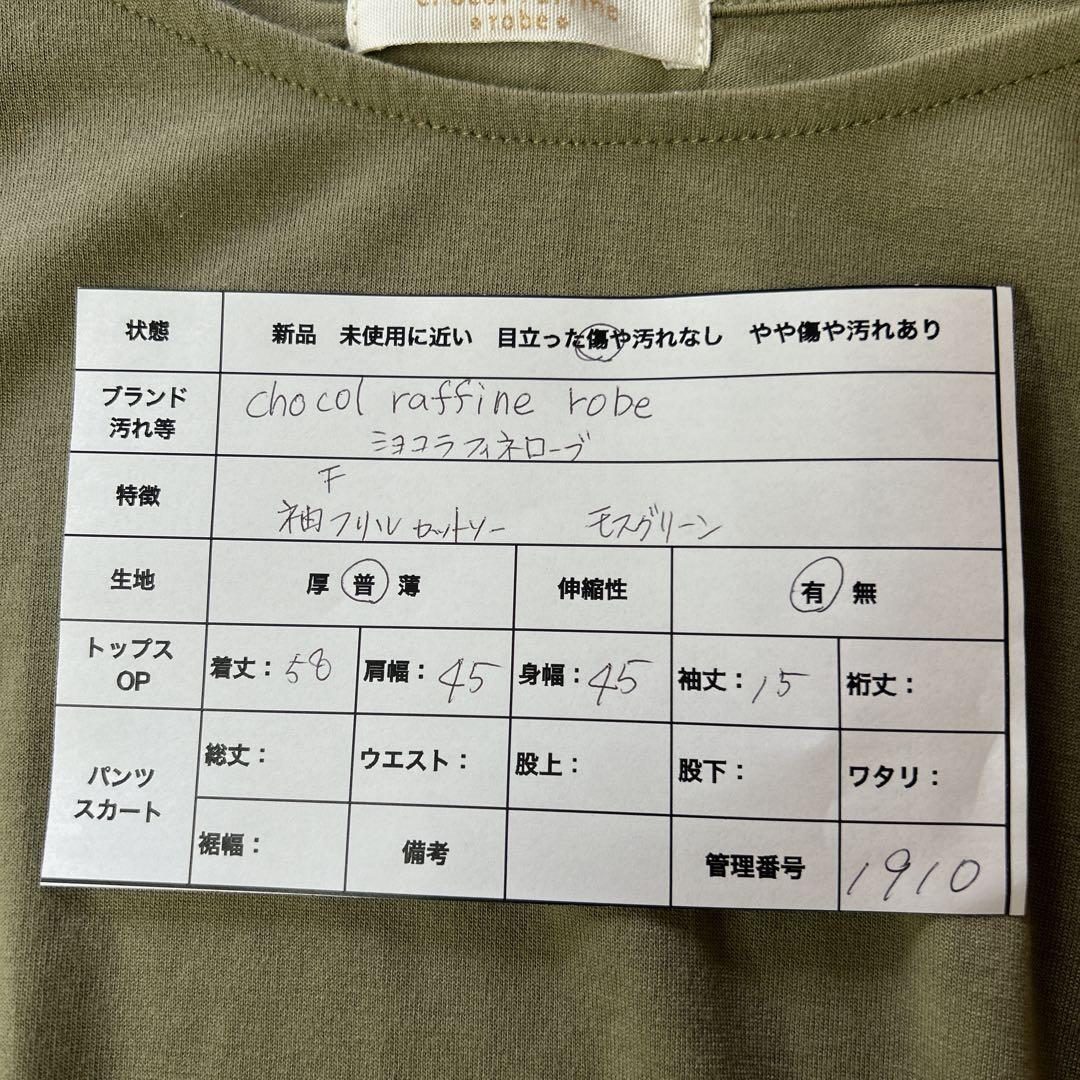 robe
状態 新品 未使用に近い 目立った傷や汚れなし やや傷や汚れあり
ブランド
汚れ等
chocol raffine robe
ショコラフィネローブ
特徴
F
袖フリル カットソー モスグリーン
生地 厚 普 薄 伸縮性 有 無
トップス
OP
着丈：58 肩幅：45 身幅：45 袖丈：15 裄丈：
パンツ
スカート
総丈： ウエスト： 股上： 股下： ワタリ：
裾幅： 備考 管理番号 1910